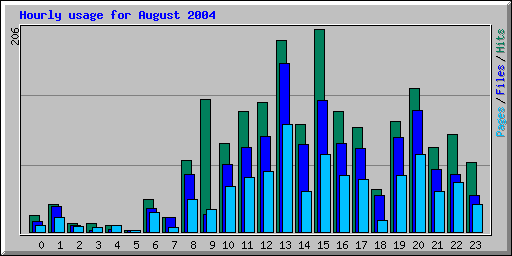 Hourly usage for August 2004
206
Pages / Files / Hits
0 1 2 3 4 5 6 7 8 9 10 11 12 13 14 15 16 17 18 19 20 21 22 23